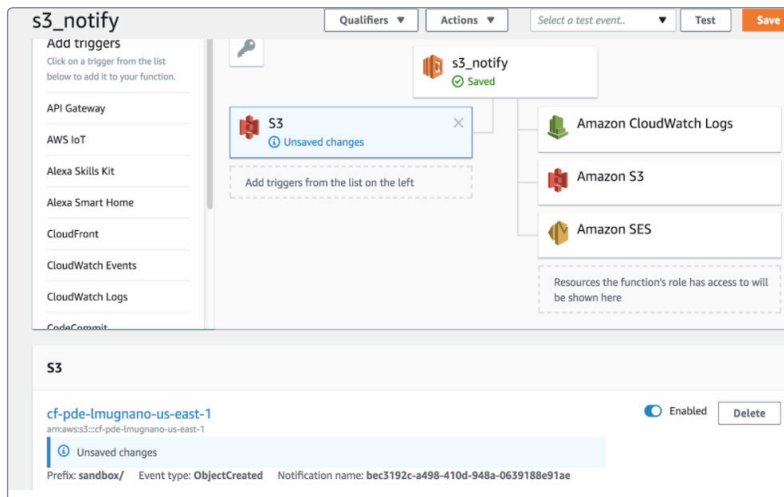 s3_notify
Qualifiers
Actions
Select a test event..
Test
Save
Add triggers
Click on a trigger from the list
below to add it to your function.
API Gateway
AWS IoT
Alexa Skills Kit
Alexa Smart Home
CloudFront
CloudWatch Events
CloudWatch Logs
CodeCommit
s3_notify
Saved
S3
Unsaved changes
Add triggers from the list on the left
Amazon CloudWatch Logs
Amazon S3
Amazon SES
Resources the function's role has access to will
be shown here
S3
cf-pde-lmugnano-us-east-1
arn:aws:s3:::cf-pde-lmugnano-us-east-1
Enabled
Delete
Unsaved changes
Prefix: sandbox/ Event type: ObjectCreated Notification name: bec3192c-a498-410d-948a-0639188e91ae